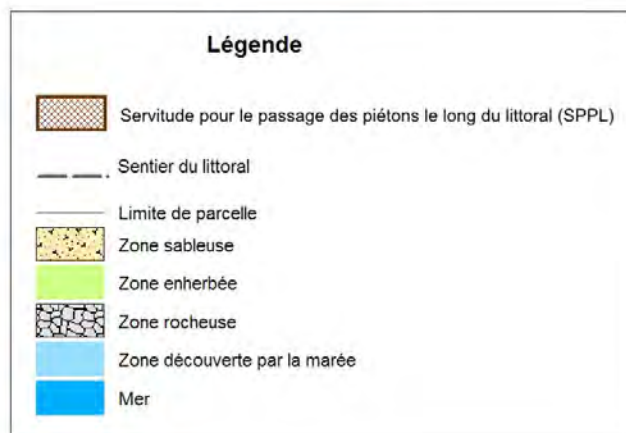 Légende
Servitude pour le passage des piétons le long du littoral (SPPL)
Sentier du littoral
Limite de parcelle
Zone sableuse
Zone enherbée
Zone rocheuse
Zone découverte par la marée
Mer